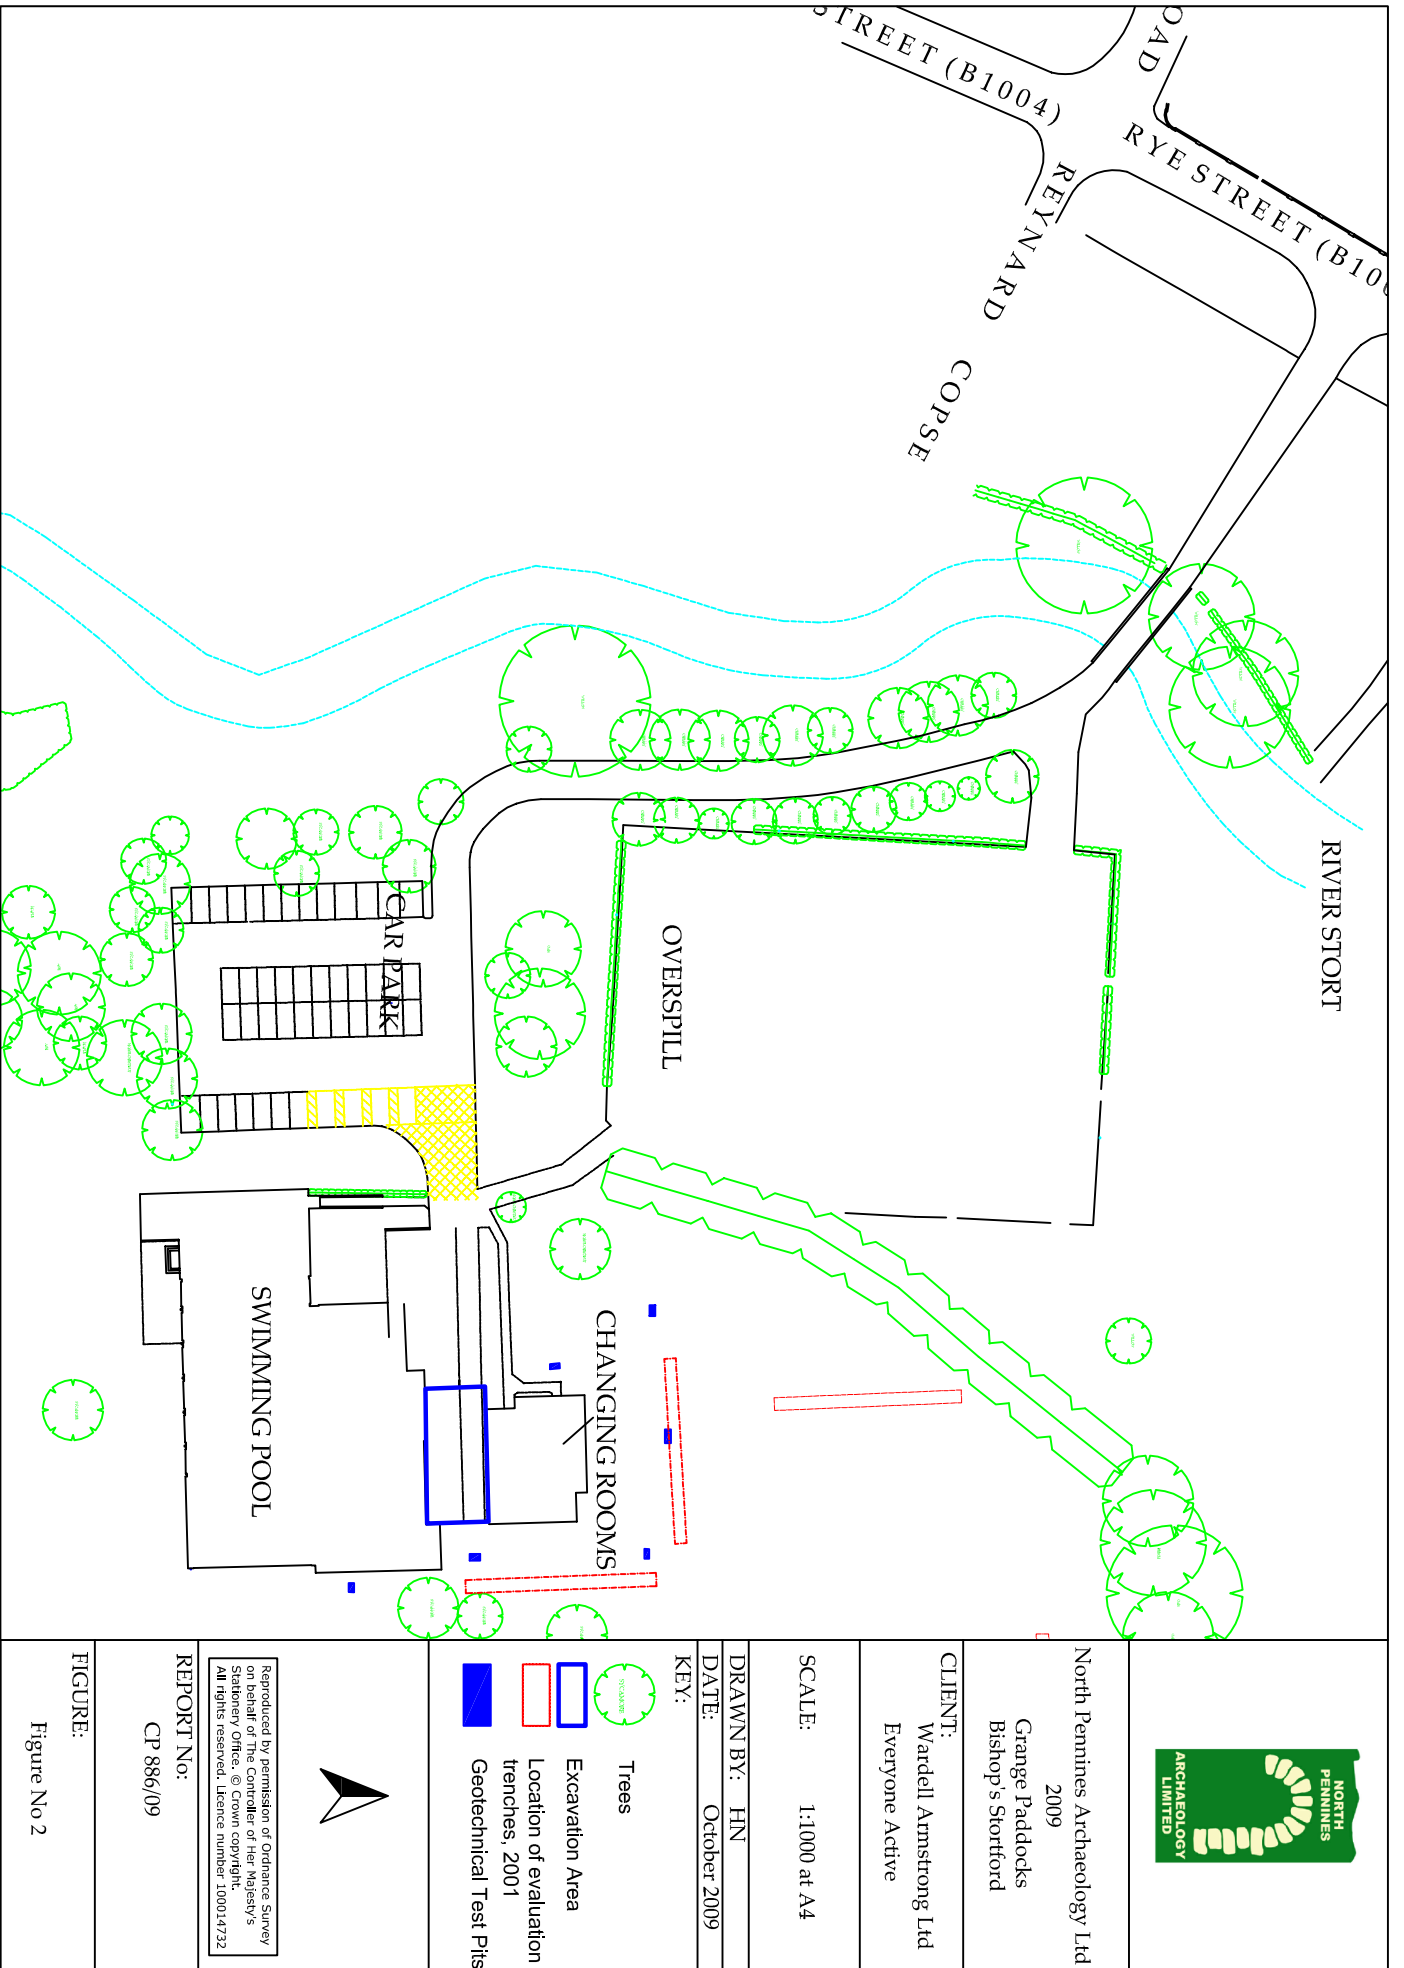 STREET (B1004)
OAD
RYE STREET (B100
REYNARD COPSE
RIVER STORT
OVERSPILL
CAR PARK
CHANGING ROOMS
SWIMMING POOL
NORTH
PENNINES
ARCHAEOLOGY
LIMITED
North Pennines Archaeology Ltd
2009
Grange Paddocks
Bishop's Stortford
CLIENT:
Wardell Armstrong Ltd
Everyone Active
SCALE: 1:1000 at A4
DRAWN BY: HN
DATE: October 2009
KEY:
SYCAMORE
Trees
Excavation Area
Location of evaluation
trenches, 2001
Geotechnical Test Pits
Reproduced by permission of Ordnance Survey
on behalf of The Controller of Her Majesty's
Stationery Office. © Crown copyright.
All rights reserved. Licence number 100014732
REPORT No:
CP 886/09
FIGURE:
Figure No 2